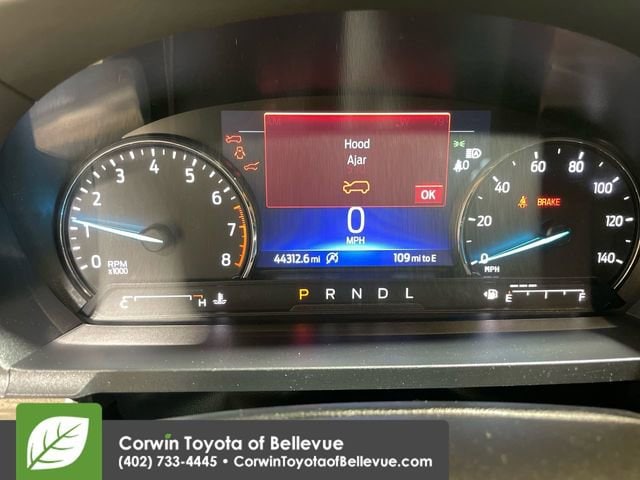 Hood
Ajar
OK
0
MPH
44312.6 mi
109 mi to E
0 1 2 3 4 5 6 7 8
RPM
x1000
0 20 40 60 80 100 120 140
MPH
BRAKE
E H
P R N D L
E F
Corwin Toyota of Bellevue
(402) 733-4445 • CorwinToyotaofBellevue.com